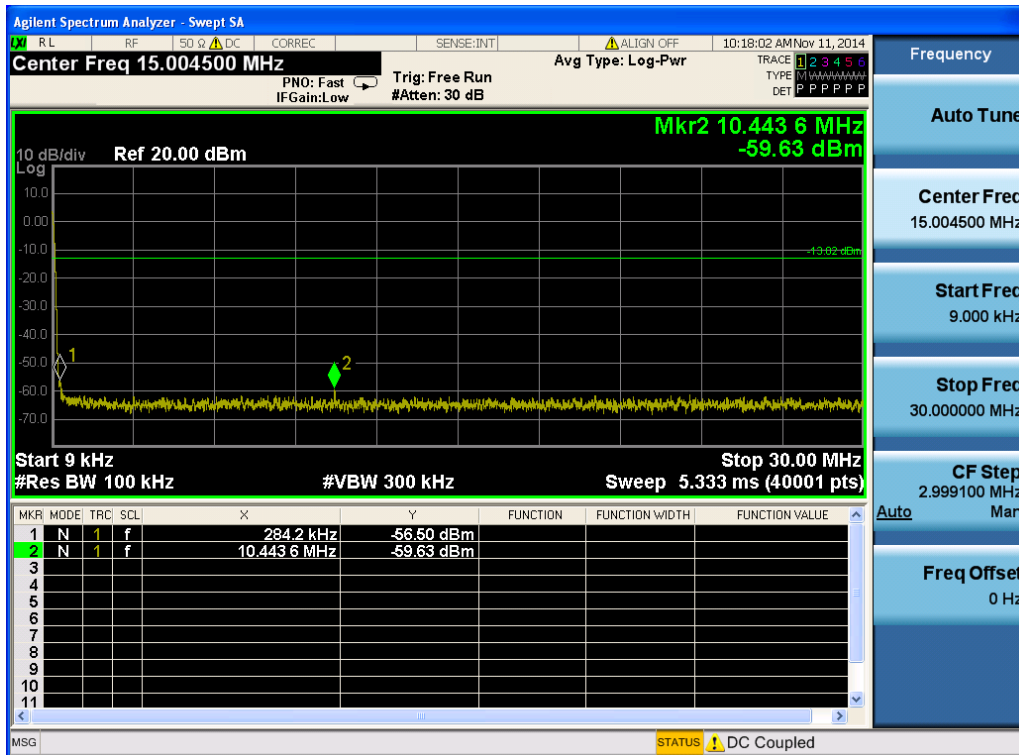 Agilent Spectrum Analyzer - Swept SA
LXI RL RF 50 Ω DC CORREC SENSE:INT ALIGN OFF 10:18:02 AM Nov 11, 2014
Center Freq 15.004500 MHz
PNO: Fast
IFGain:Low
Trig: Free Run
#Atten: 30 dB
Avg Type: Log-Pwr
TRACE 1 2 3 4 5 6
TYPE MWWWWW
DET P P P P P P
Mkr2 10.443 6 MHz
-59.63 dBm
10 dB/div Ref 20.00 dBm
Log
10.0
0.00
-10.0
-13.02 dBm
-20.0
-30.0
-40.0
-50.0
1
2
-60.0
-70.0
Start 9 kHz Stop 30.00 MHz
#Res BW 100 kHz #VBW 300 kHz Sweep 5.333 ms (40001 pts)
MKR MODE TRC SCL X Y FUNCTION FUNCTION WIDTH FUNCTION VALUE
1 N 1 f 284.2 kHz -56.50 dBm
2 N 1 f 10.443 6 MHz -59.63 dBm
3
4
5
6
7
8
9
10
11
MSG STATUS DC Coupled
Frequency
Auto Tune
Center Freq
15.004500 MHz
Start Freq
9.000 kHz
Stop Freq
30.000000 MHz
CF Step
2.999100 MHz
Auto Man
Freq Offset
0 Hz